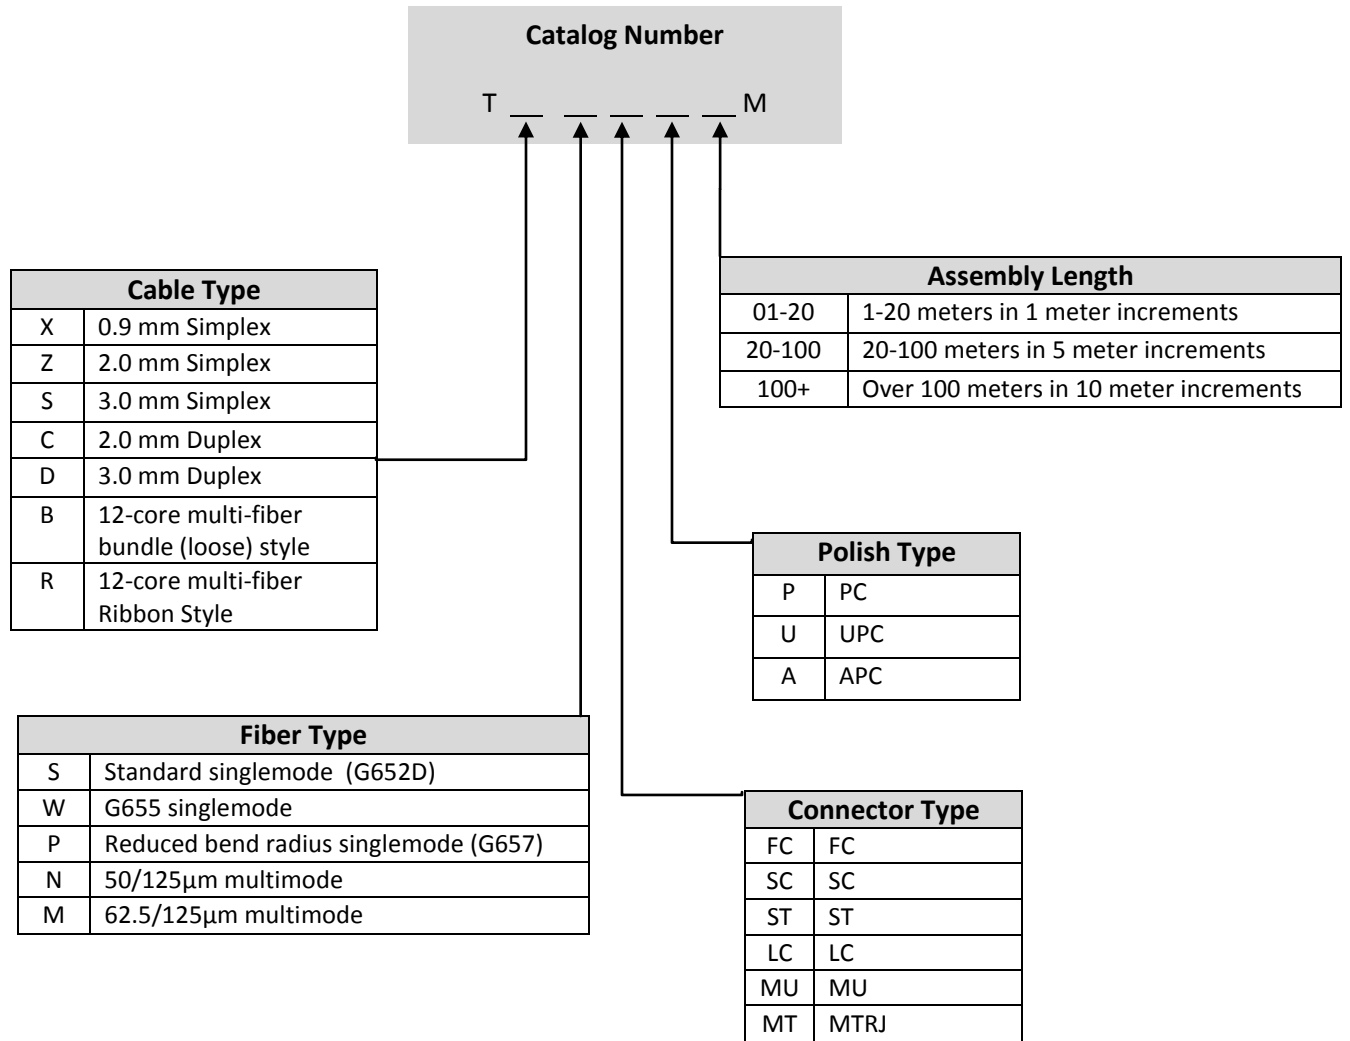 Catalog Number
T __ __ __ __ __ M
Cable Type
X 0.9 mm Simplex
Z 2.0 mm Simplex
S 3.0 mm Simplex
C 2.0 mm Duplex
D 3.0 mm Duplex
B 12-core multi-fiber
bundle (loose) style
R 12-core multi-fiber
Ribbon Style
Assembly Length
01-20 1-20 meters in 1 meter increments
20-100 20-100 meters in 5 meter increments
100+ Over 100 meters in 10 meter increments
Polish Type
P PC
U UPC
A APC
Fiber Type
S Standard singlemode (G652D)
W G655 singlemode
P Reduced bend radius singlemode (G657)
N 50/125µm multimode
M 62.5/125µm multimode
Connector Type
FC FC
SC SC
ST ST
LC LC
MU MU
MT MTRJ